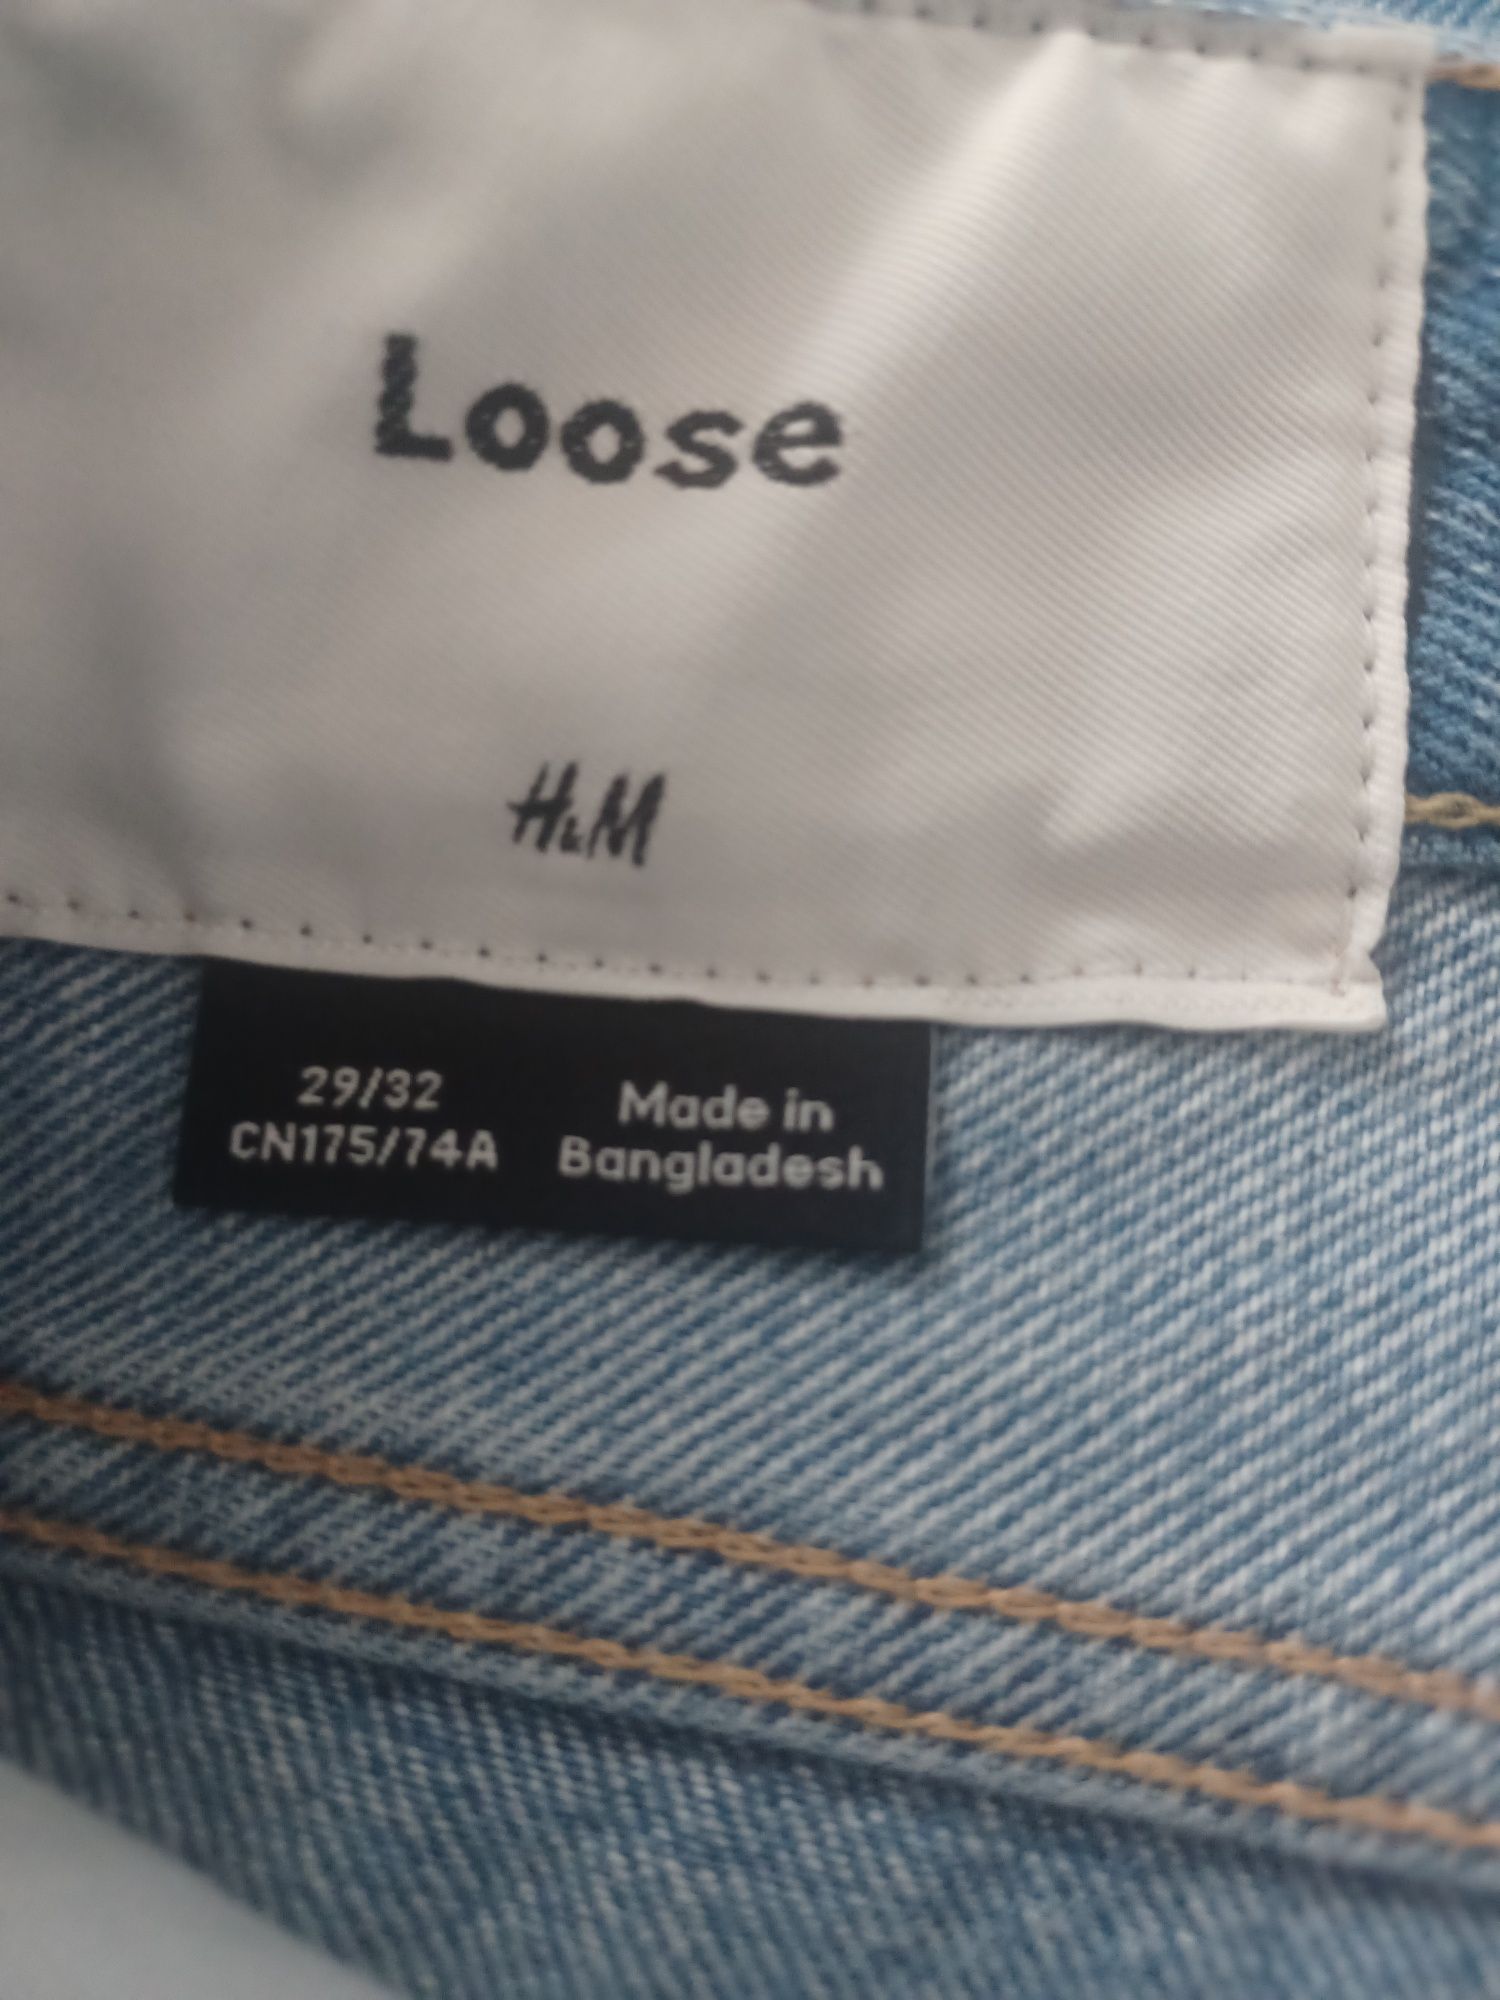 Loose
H&M
29/32
CN175/74A
Made in
Bangladesh